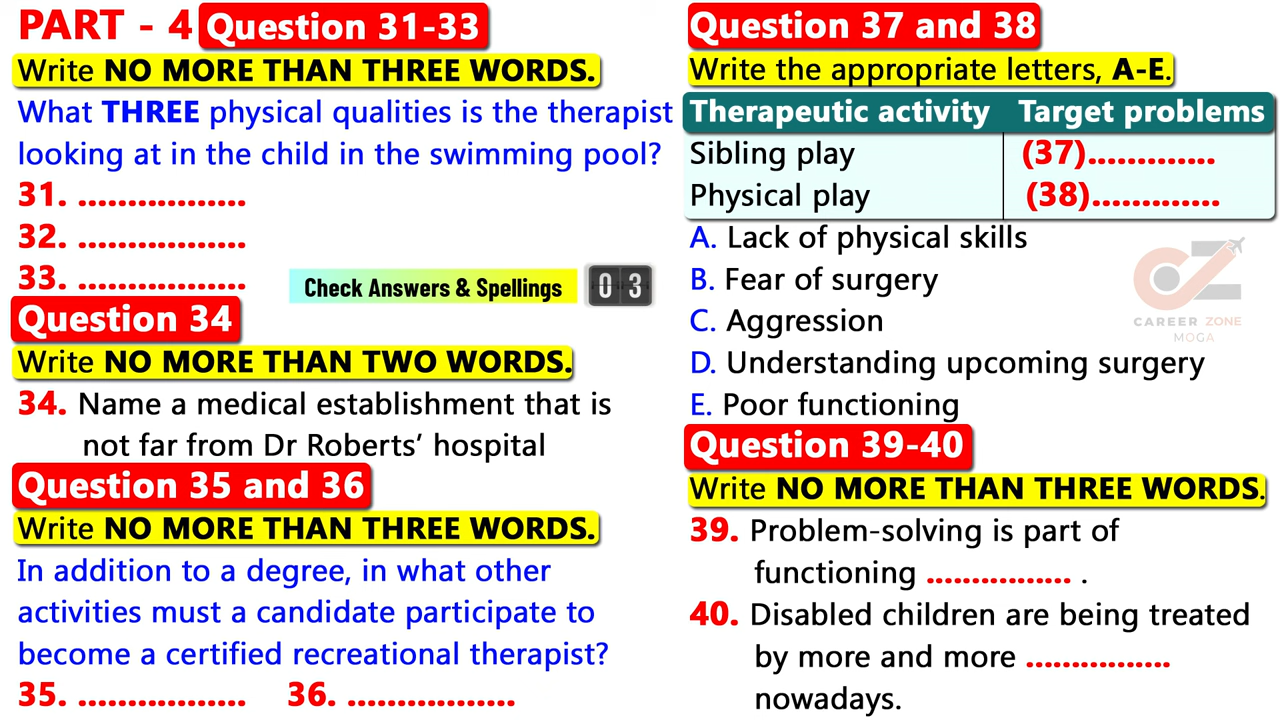 PART - 4 Question 31-33
Write NO MORE THAN THREE WORDS.
What THREE physical qualities is the therapist
looking at in the child in the swimming pool?
31. .................
32. .................
33. .................
Check Answers & Spellings 03
Question 34
Write NO MORE THAN TWO WORDS.
34. Name a medical establishment that is
not far from Dr Roberts’ hospital
Question 35 and 36
Write NO MORE THAN THREE WORDS.
In addition to a degree, in what other
activities must a candidate participate to
become a certified recreational therapist?
35. ................. 36. .................
Question 37 and 38
Write the appropriate letters, A-E.
Therapeutic activity Target problems
Sibling play (37).............
Physical play (38).............
A. Lack of physical skills
B. Fear of surgery
C. Aggression
D. Understanding upcoming surgery
E. Poor functioning
CAREER ZONE
MOGA
Question 39-40
Write NO MORE THAN THREE WORDS.
39. Problem-solving is part of
functioning ................. .
40. Disabled children are being treated
by more and more .................
nowadays.